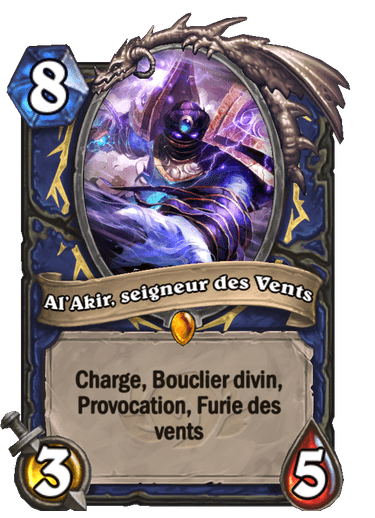 8
Al'Akir, seigneur des Vents
Charge, Bouclier divin,
Provocation, Furie des
vents
3
5